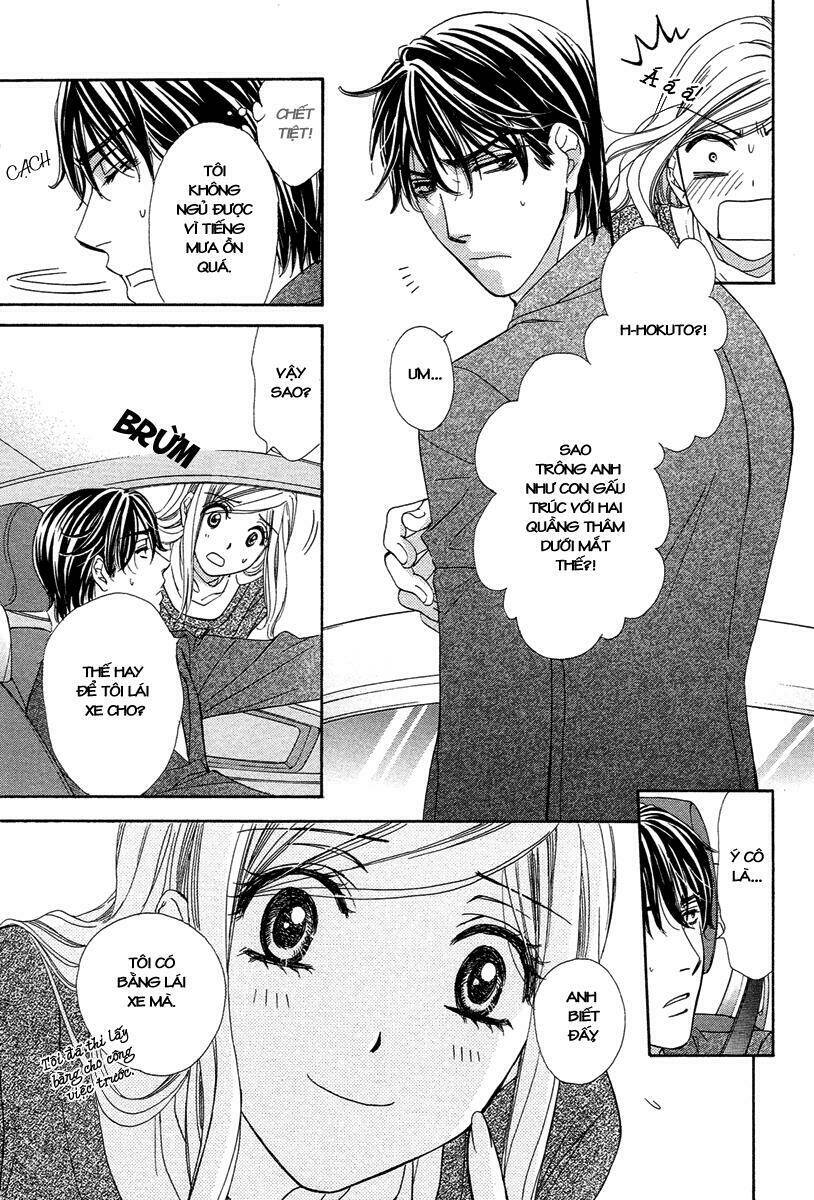 Á á á!
H-HOKUTO?!
SAO
TRÔNG ANH
NHƯ CON GẤU
TRÚC VỚI HAI
QUẦNG THÂM
DƯỚI MẮT
THẾ?!
ƯM...
CHẾT
TIỆT!
TÔI
KHÔNG
NGỦ ĐƯỢC
VÌ TIẾNG
MƯA ỒN
QUÁ.
CẠCH
VẬY
SAO?
BRỪM
THẾ HAY
ĐỂ TÔI LÁI
XE CHO?
Ý CÔ
LÀ...
ANH
BIẾT
ĐẤY,
TÔI CÓ
BẰNG LÁI
XE MÀ.
Tôi đã thi lấy
bằng cho công
việc trước.